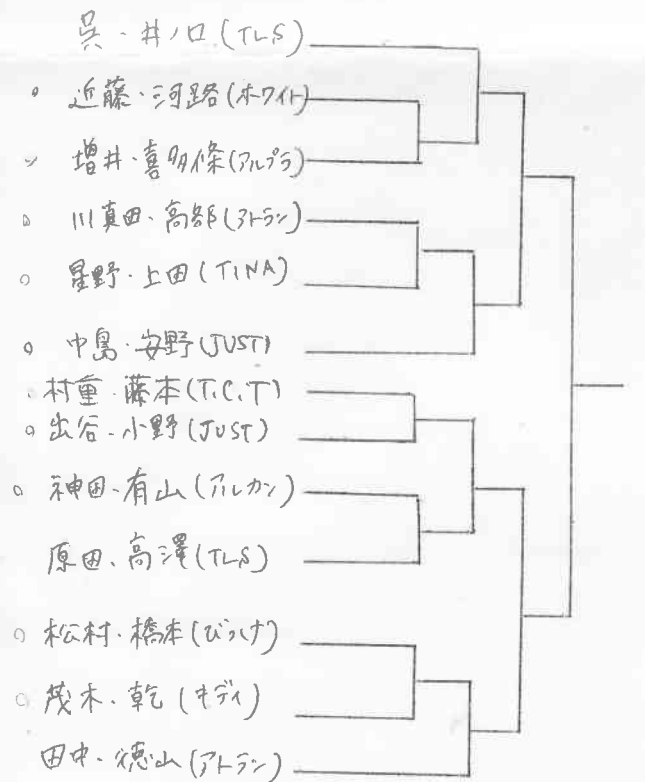 呉・井ノ口(TLS)
近藤・河路(ホワイト)
増井・喜多條(アルプラ)
川真田・高部(アトラン)
星野・上田(TINA)
中島・安野(JUST)
村重・藤本(T.C.T)
出谷・小野(JUST)
神田・有山(アルカン)
原田・高澤(TLS)
松村・橋本(びっけ)
茂木・乾(キディ)
田中・徳山(アトラン)